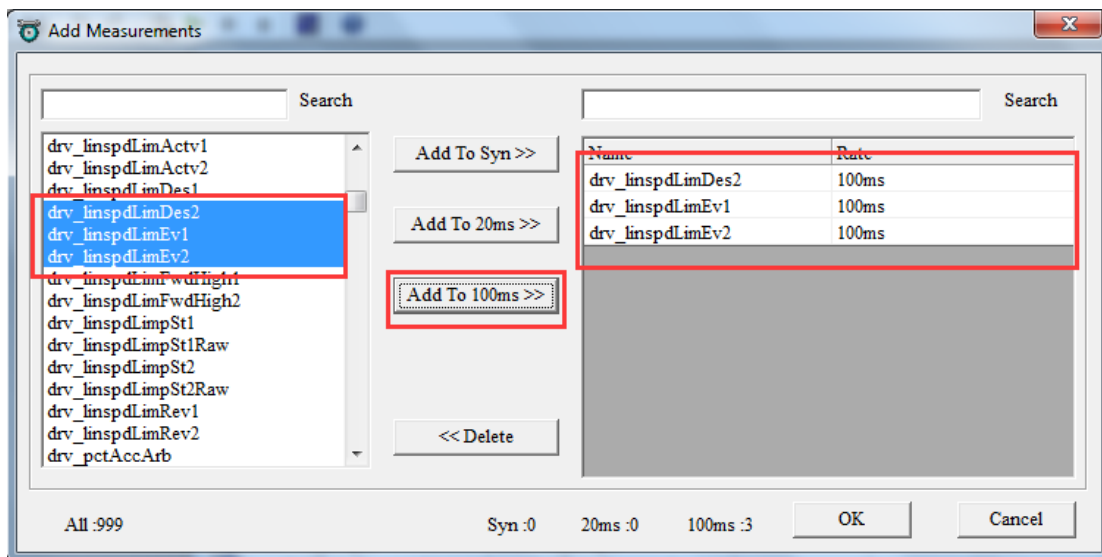 Add Measurements
Search
Search
drv_linspdLimActv1
drv_linspdLimActv2
drv_linspdLimDes1
drv_linspdLimDes2
drv_linspdLimEv1
drv_linspdLimEv2
drv_linspdLimFwdHigh1
drv_linspdLimFwdHigh2
drv_linspdLimpSt1
drv_linspdLimpSt1Raw
drv_linspdLimpSt2
drv_linspdLimpSt2Raw
drv_linspdLimRev1
drv_linspdLimRev2
drv_pctAccArb
Add To Syn >>
Add To 20ms >>
Add To 100ms >>
<< Delete
Name Rate
drv_linspdLimDes2 100ms
drv_linspdLimEv1 100ms
drv_linspdLimEv2 100ms
All :999 Syn :0 20ms :0 100ms :3 OK Cancel